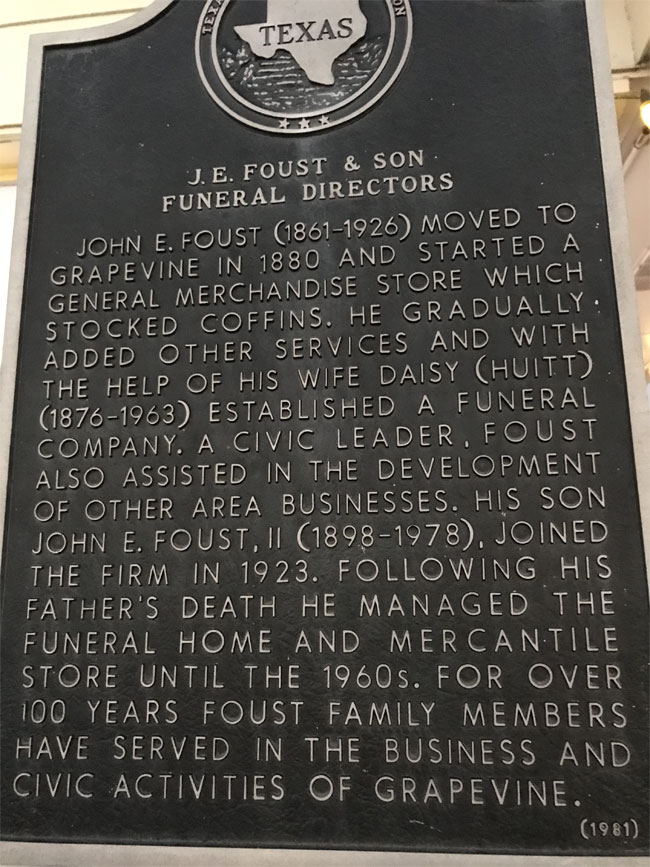 TEXAS
J. E. FOUST & SON
FUNERAL DIRECTORS
JOHN E. FOUST (1861-1926) MOVED TO
GRAPEVINE IN 1880 AND STARTED A
GENERAL MERCHANDISE STORE WHICH
STOCKED COFFINS. HE GRADUALLY
ADDED OTHER SERVICES AND WITH
THE HELP OF HIS WIFE DAISY (HUITT)
(1876-1963) ESTABLISHED A FUNERAL
COMPANY. A CIVIC LEADER, FOUST
ALSO ASSISTED IN THE DEVELOPMENT
OF OTHER AREA BUSINESSES. HIS SON
JOHN E. FOUST, II (1898-1978), JOINED
THE FIRM IN 1923. FOLLOWING HIS
FATHER'S DEATH HE MANAGED THE
FUNERAL HOME AND MERCANTILE
STORE UNTIL THE 1960s. FOR OVER
100 YEARS FOUST FAMILY MEMBERS
HAVE SERVED IN THE BUSINESS AND
CIVIC ACTIVITIES OF GRAPEVINE.
(1981)